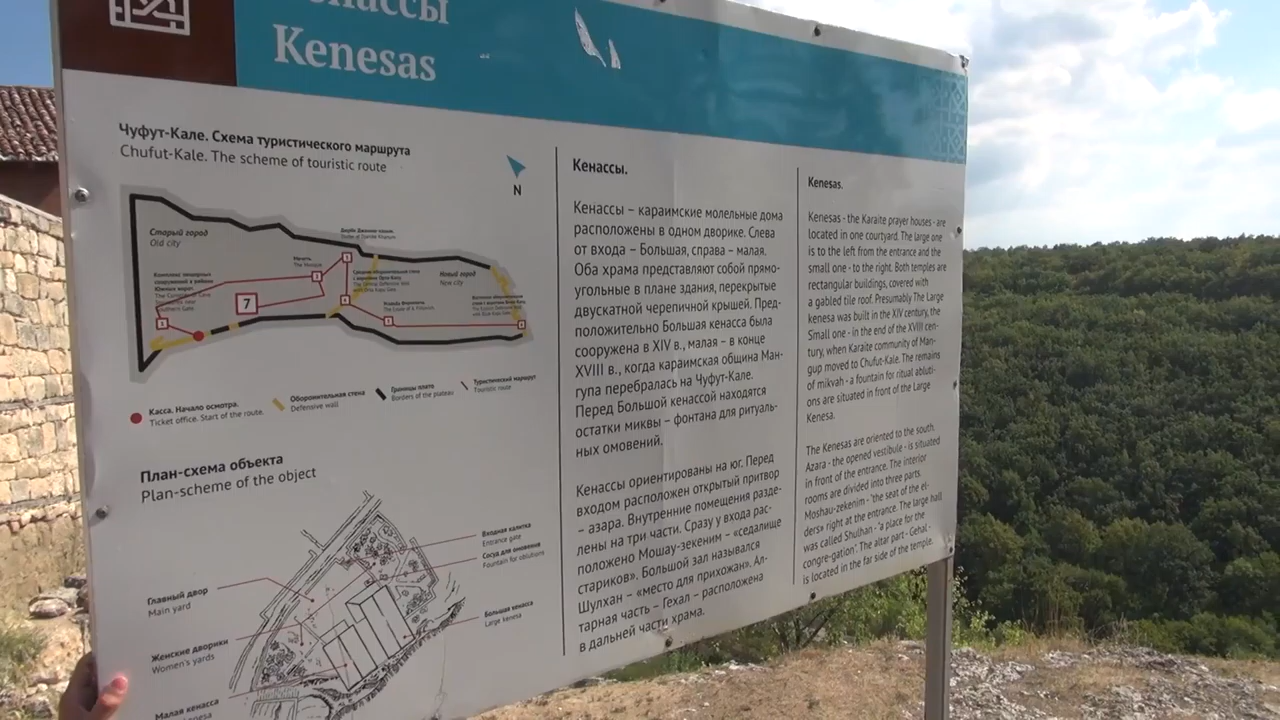 Kenesas
Чуфут-Кале. Схема туристического маршрута
Chufut-Kale. The scheme of touristic route
N
Старый город
Old city
Мечеть
The Mosque
Новый город
New city
7
Касса. Начало осмотра.
Ticket office. Start of the route.
Оборонительная стена
Defensive wall
Границы плато
Borders of the plateau
Туристический маршрут
Touristic route
План-схема объекта
Plan-scheme of the object
Входная калитка
Entrance gate
Сосуд для омовения
Fountain for oblutions
Главный двор
Main yard
Большая кенасса
Large kenesa
Женские дворики
Women's yards
Малая кенасса
Кенассы.
Кенассы – караимские молельные дома
расположены в одном дворике. Слева
от входа – Большая, справа – малая.
Оба храма представляют собой прямо-
угольные в плане здания, перекрытые
двускатной черепичной крышей. Пред-
положительно Большая кенасса была
сооружена в XIV в., малая – в конце
XVIII в., когда караимская община Ман-
гупа перебралась на Чуфут-Кале.
Перед Большой кенассой находятся
остатки миквы – фонтана для ритуаль-
ных омовений.
Кенассы ориентированы на юг. Перед
входом расположен открытый притвор
– азара. Внутренние помещения разде-
лены на три части. Сразу у входа рас-
положено Мошау-зекеним – «седалище
стариков». Большой зал назывался
Шулхан – «место для прихожан». Ал-
тарная часть – Гехал – расположена
в дальней части храма.
Kenesas.
Kenesas - the Karaite prayer houses - are
located in one courtyard. The large one
is to the left from the entrance and the
small one - to the right. Both temples are
rectangular buildings, covered with
a gabled tile roof. Presumably The Large
kenesa was built in the XIV century, the
Small one - in the end of the XVIII cen-
tury, when Karaite community of Man-
gup moved to Chufut-Kale. The remains
of mikvah - a fountain for ritual abluti-
ons are situated in front of the Large
Kenesa.
The Kenesas are oriented to the south.
Azara - the opened vestibule - is situated
in front of the entrance. The interior
rooms are divided into three parts.
Moshau-zekenim - "the seat of the el-
ders» right at the entrance. The large hall
was called Shulhan - "a place for the
congre-gation". The altar part - Gehal -
is located in the far side of the temple.